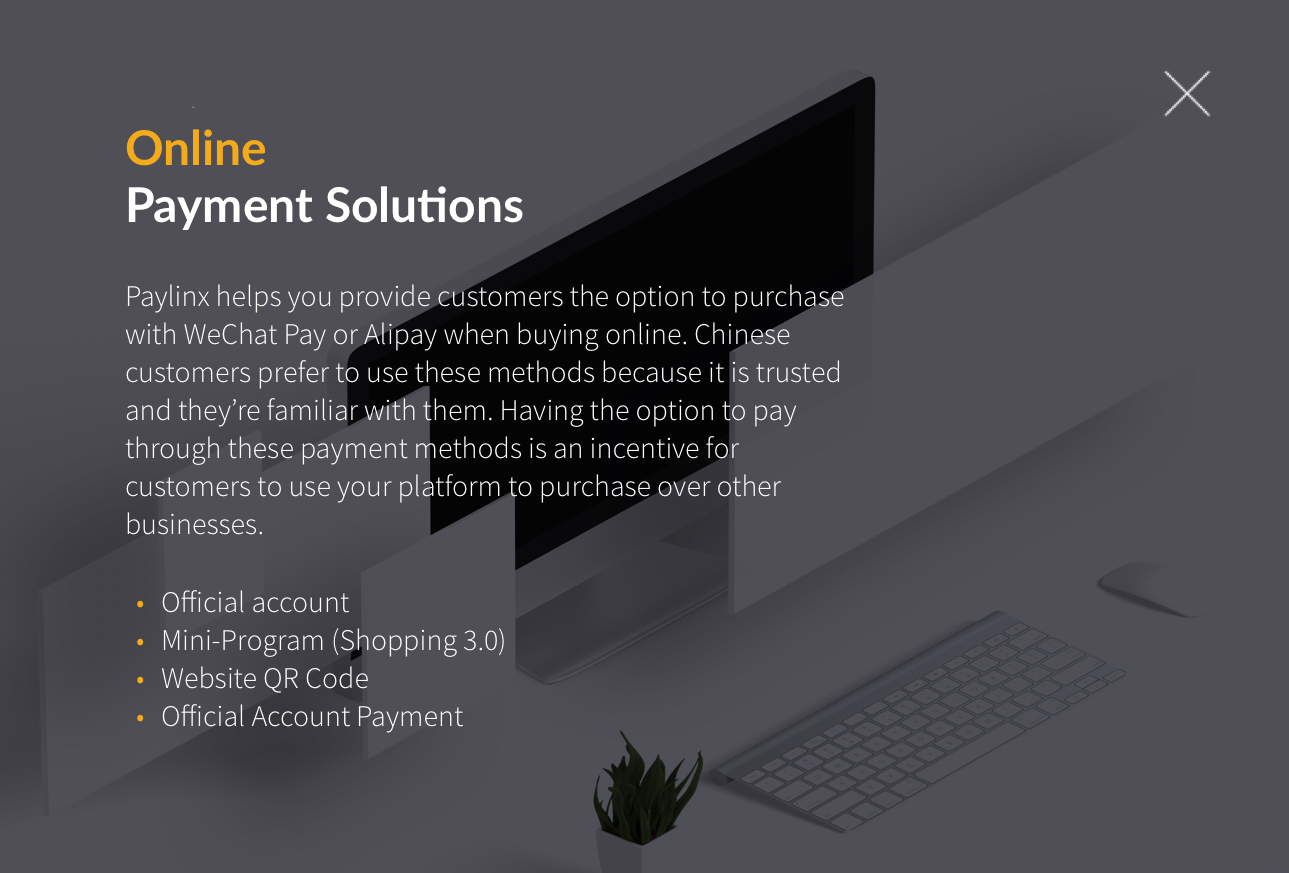 Online
Payment Solutions
Paylinx helps you provide customers the option to purchase
with WeChat Pay or Alipay when buying online. Chinese
customers prefer to use these methods because it is trusted
and they’re familiar with them. Having the option to pay
through these payment methods is an incentive for
customers to use your platform to purchase over other
businesses.
• Official account
• Mini-Program (Shopping 3.0)
• Website QR Code
• Official Account Payment